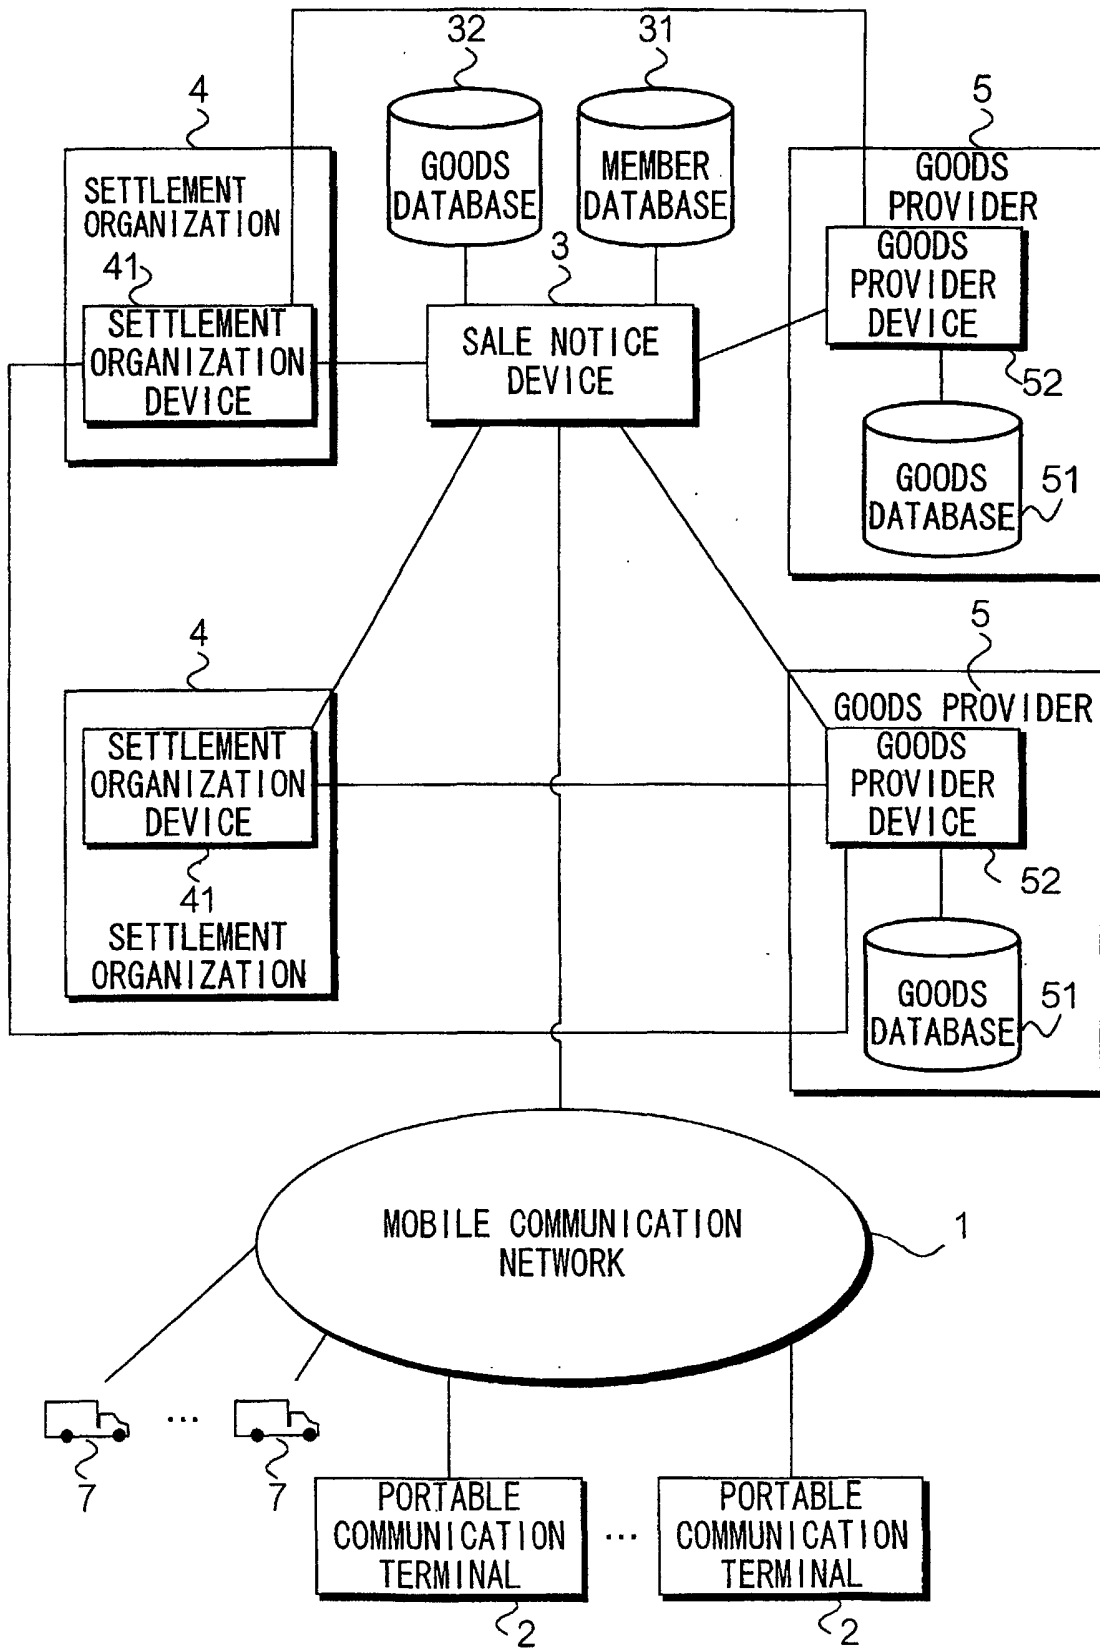 32
31
4
5
GOODS
DATABASE
MEMBER
DATABASE
SETTLEMENT
ORGANIZATION
GOODS
PROVIDER
41
3
GOODS
PROVIDER
DEVICE
SETTLEMENT
ORGANIZATION
DEVICE
SALE NOTICE
DEVICE
52
GOODS
DATABASE
51
4
5
GOODS PROVIDER
SETTLEMENT
ORGANIZATION
DEVICE
GOODS
PROVIDER
DEVICE
41
52
SETTLEMENT
ORGANIZATION
GOODS
DATABASE
51
MOBILE COMMUNICATION
NETWORK
1
...
7
7
PORTABLE
COMMUNICATION
TERMINAL
...
PORTABLE
COMMUNICATION
TERMINAL
2
2